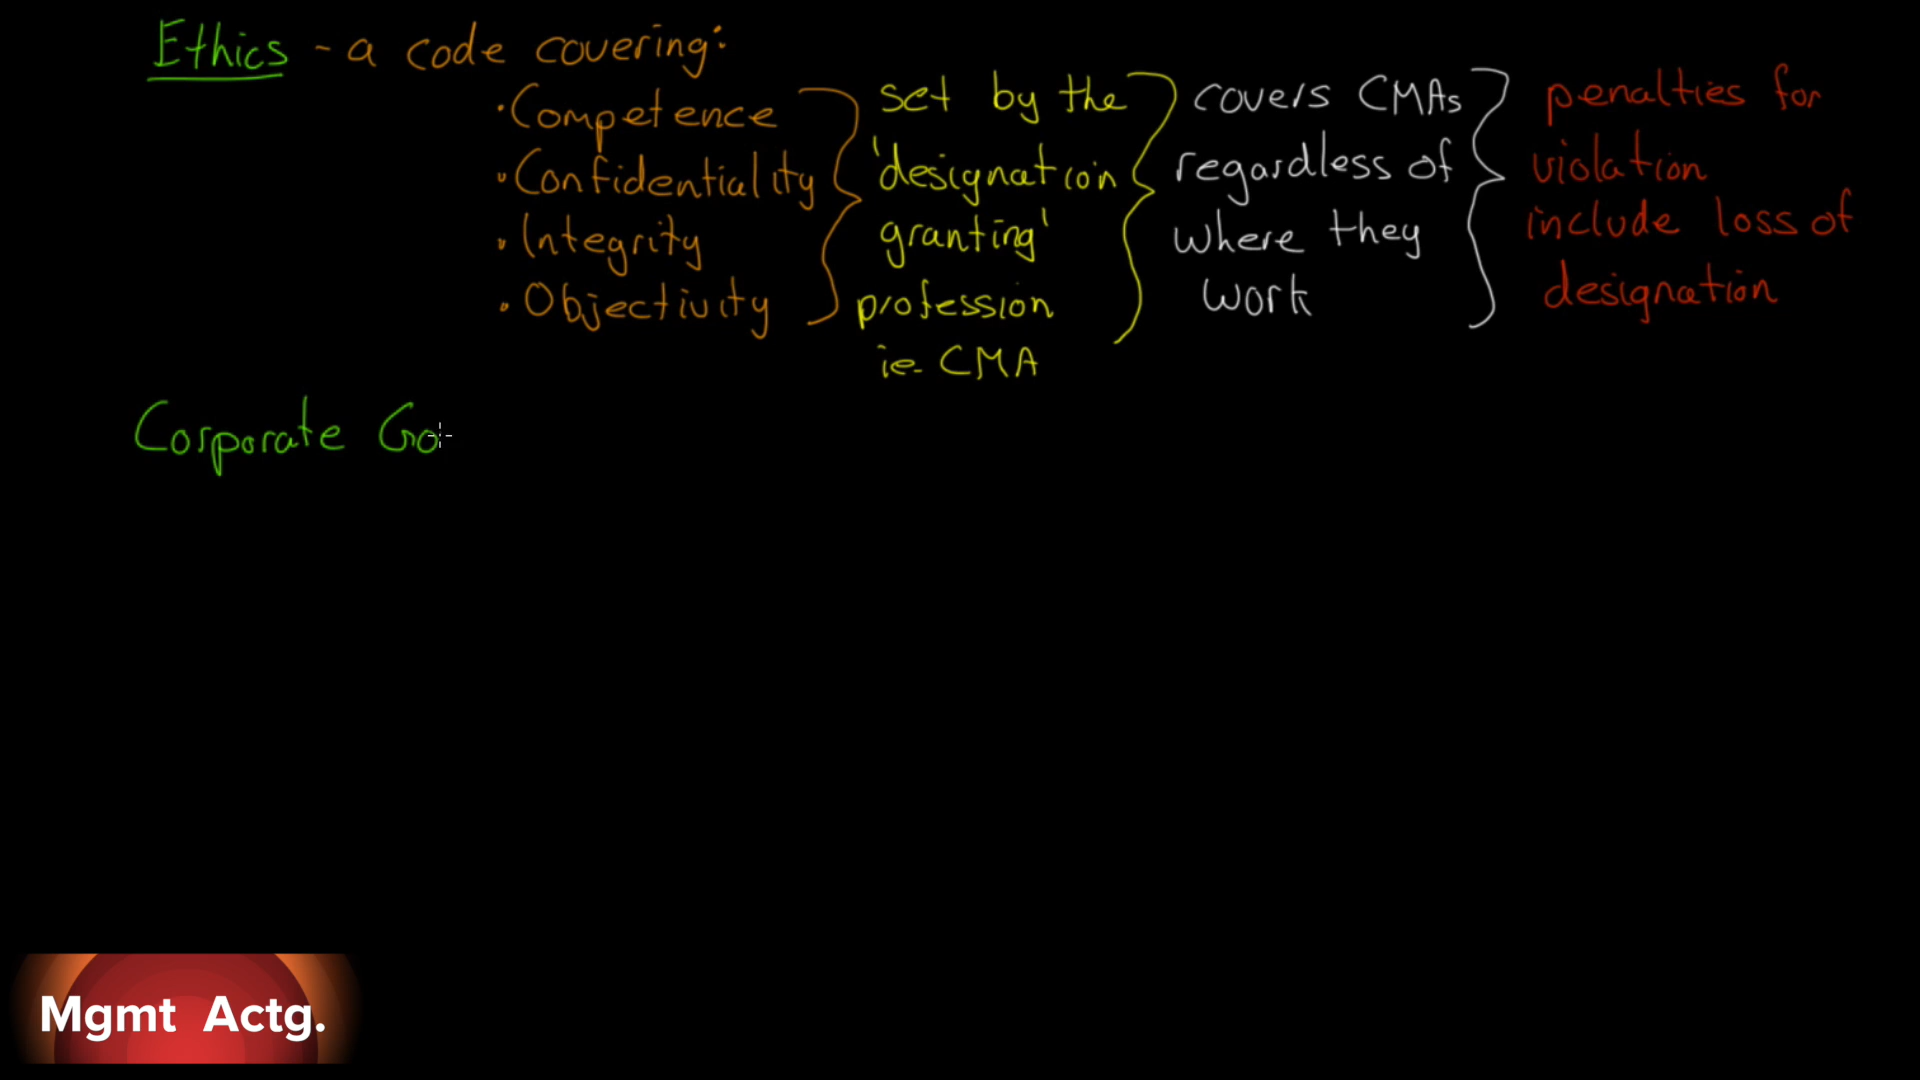 Ethics - a code covering:
• Competence
• Confidentiality
• Integrity
• Objectivity
set by the
'designation
granting'
profession
ie. CMA
covers CMAs
regardless of
where they
work
penalties for
violation
include loss of
designation
Corporate Go
Mgmt Actg.